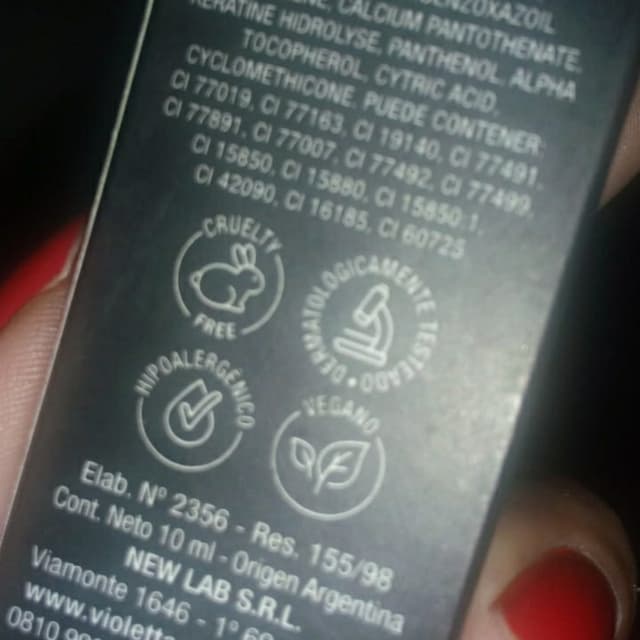 CALCIUM PANTOTHENATE
KERATINE HIDROLYSE, PANTHENOL, ALPHA
TOCOPHEROL, CYTRIC ACID,
CYCLOMETHICONE. PUEDE CONTENER:
CI 77019, CI 77163, CI 19140, CI 77491,
CI 77891, CI 77007, CI 77492, CI 77499,
CI 15850, CI 15880, CI 15850:1,
CI 42090, CI 16185, CI 60725
CRUELTY FREE
DERMATOLOGICAMENTE TESTEADO
HIPOALERGENICO
VEGANO
Elab. Nº 2356 - Res. 155/98
Cont. Neto 10 ml - Origen Argentina
NEW LAB S.R.L.
Viamonte 1646 - 1°
www.violett
0810